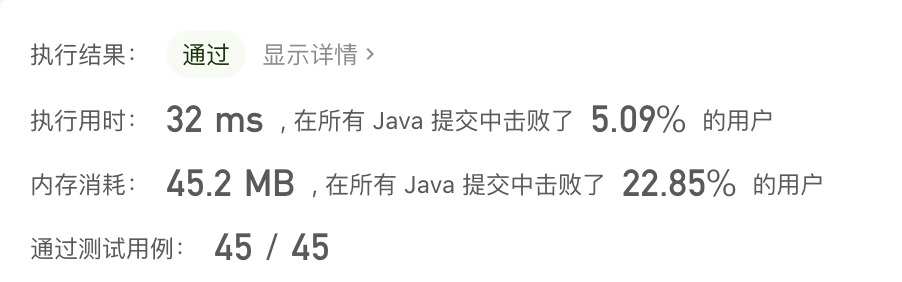 执行结果： 通过 显示详情 >
执行用时： 32 ms , 在所有 Java 提交中击败了 5.09% 的用户
内存消耗： 45.2 MB , 在所有 Java 提交中击败了 22.85% 的用户
通过测试用例： 45 / 45